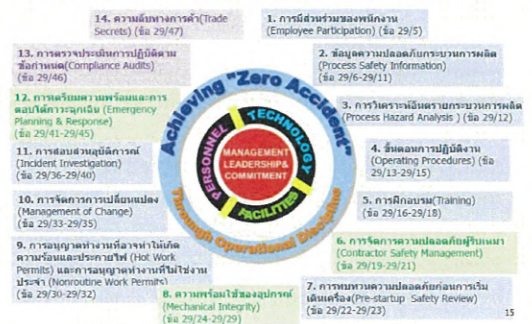 14. ความลับทางการค้า(Trade
Secrets) (ข้อ 29/47)
1. การมีส่วนร่วมของพนักงาน
(Employee Participation) (ข้อ 29/5)
13. การตรวจประเมินการปฏิบัติตาม
ข้อกำหนด(Compliance Audits)
(ข้อ 29/46)
2. ข้อมูลความปลอดภัยกระบวนการผลิต
(Process Safety Information)
(ข้อ 29/6-29/11)
12. การเตรียมความพร้อมและการ
ตอบโต้ภาวะฉุกเฉิน (Emergency
Planning & Response)
(ข้อ 29/41-29/45)
3. การวิเคราะห์อันตรายกระบวนการผลิต
(Process Hazard Analysis ) (ข้อ 29/12)
11. การสอบสวนอุบัติการณ์
(Incident Investigation)
(ข้อ 29/36-29/40)
4. ขั้นตอนการปฏิบัติงาน
(Operating Procedures) (ข้อ
29/13-29/15)
10. การจัดการการเปลี่ยนแปลง
(Management of Change)
(ข้อ 29/33-29/35)
5. การฝึกอบรม(Training)
(ข้อ 29/16-29/18)
9. การอนุญาตทำงานที่อาจทำให้เกิด
ความร้อนและประกายไฟ (Hot Work
Permits) และการอนุญาตทำงานที่ไม่ใช่งาน
ประจำ (Nonroutine Work Permits)
(ข้อ 29/30-29/32)
6. การจัดการความปลอดภัยผู้รับเหมา
(Contractor Safety Management)
(ข้อ 29/19-29/21)
8. ความพร้อมใช้ของอุปกรณ์
(Mechanical Integrity)
(ข้อ 29/24-29/29)
7. การทบทวนความปลอดภัยก่อนการเริ่ม
เดินเครื่อง(Pre-startup Safety Review)
(ข้อ 29/22-29/23)
Achieving "Zero Accident"
Through Operational Discipline
PERSONNEL
TECHNOLOGY
FACILITIES
MANAGEMENT
LEADERSHIP&
COMMITMENT
15